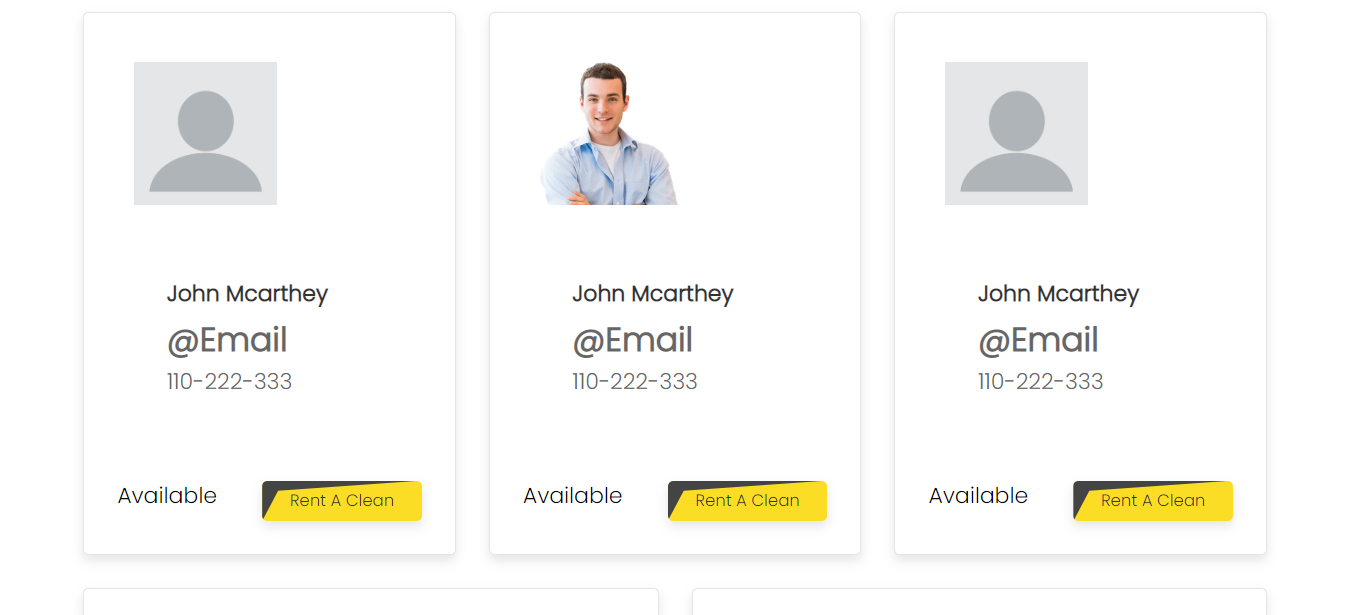 John Mcarthey
@Email
110-222-333
Available
Rent A Clean
John Mcarthey
@Email
110-222-333
Available
Rent A Clean
John Mcarthey
@Email
110-222-333
Available
Rent A Clean